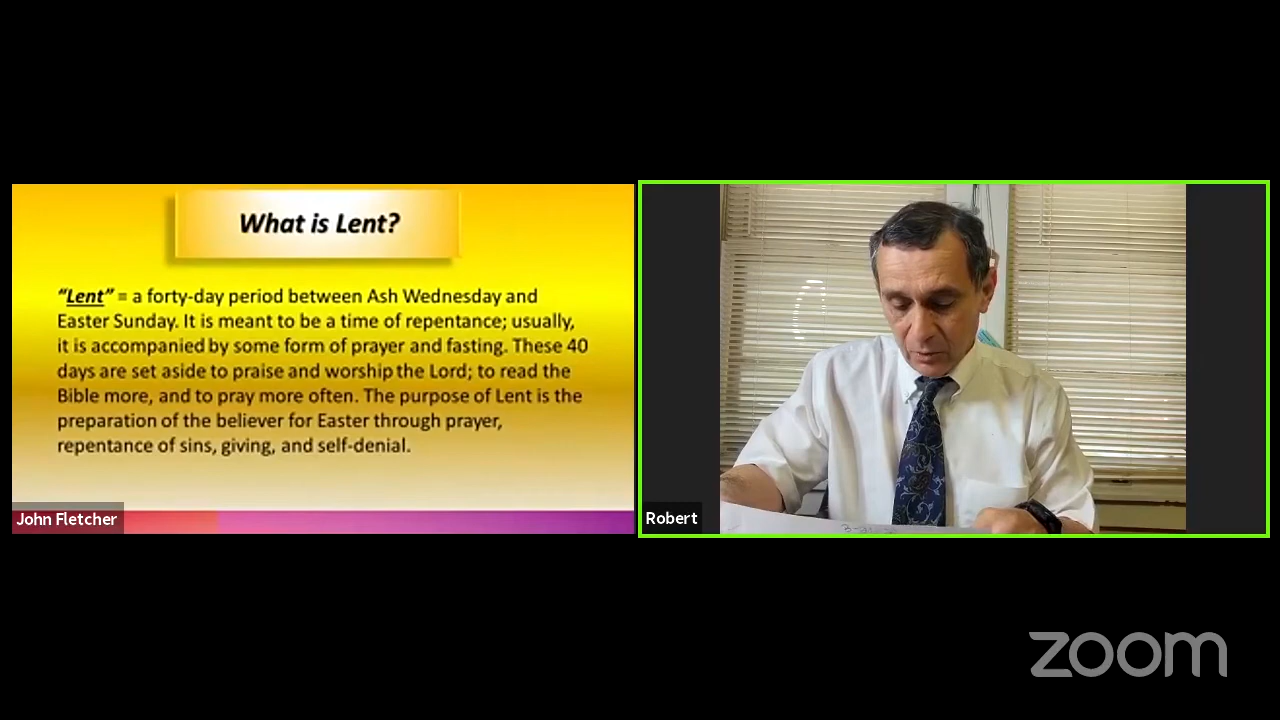 What is Lent?
“Lent” = a forty-day period between Ash Wednesday and
Easter Sunday. It is meant to be a time of repentance; usually,
it is accompanied by some form of prayer and fasting. These 40
days are set aside to praise and worship the Lord; to read the
Bible more, and to pray more often. The purpose of Lent is the
preparation of the believer for Easter through prayer,
repentance of sins, giving, and self-denial.
John Fletcher
Robert
zoom